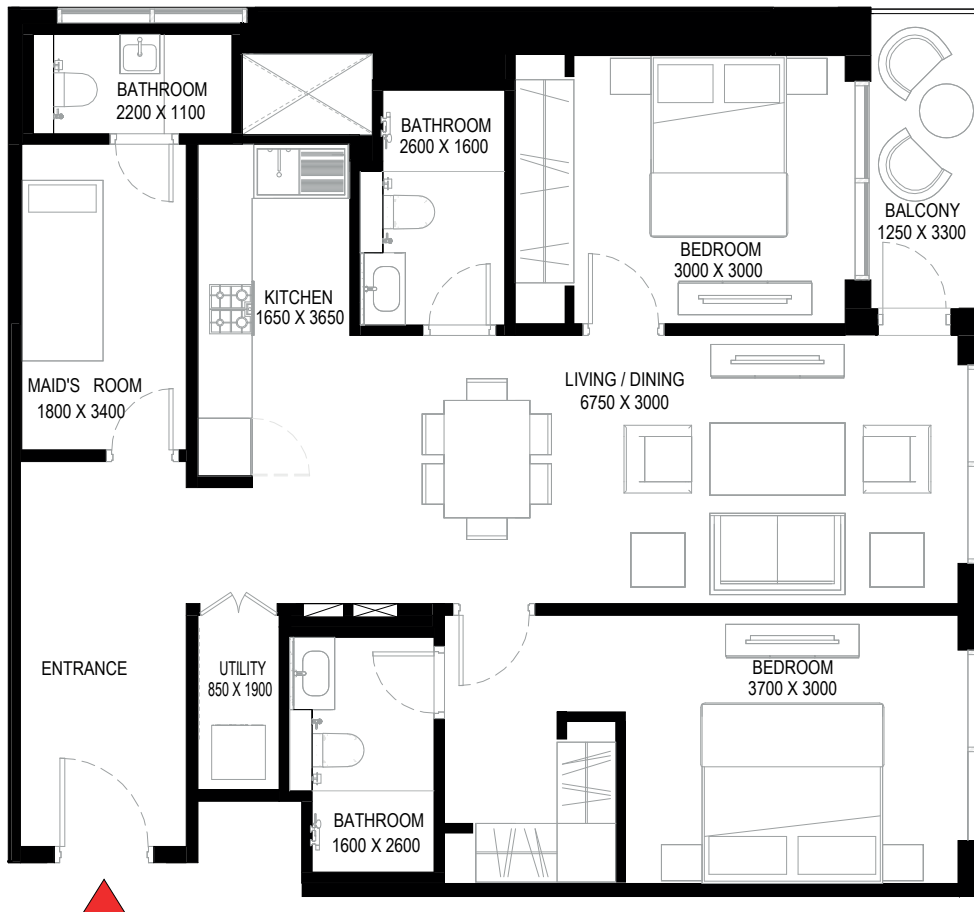 BATHROOM
2200 X 1100
BATHROOM
2600 X 1600
BALCONY
1250 X 3300
BEDROOM
3000 X 3000
KITCHEN
1650 X 3650
MAID'S ROOM
1800 X 3400
LIVING / DINING
6750 X 3000
ENTRANCE
UTILITY
850 X 1900
BEDROOM
3700 X 3000
BATHROOM
1600 X 2600